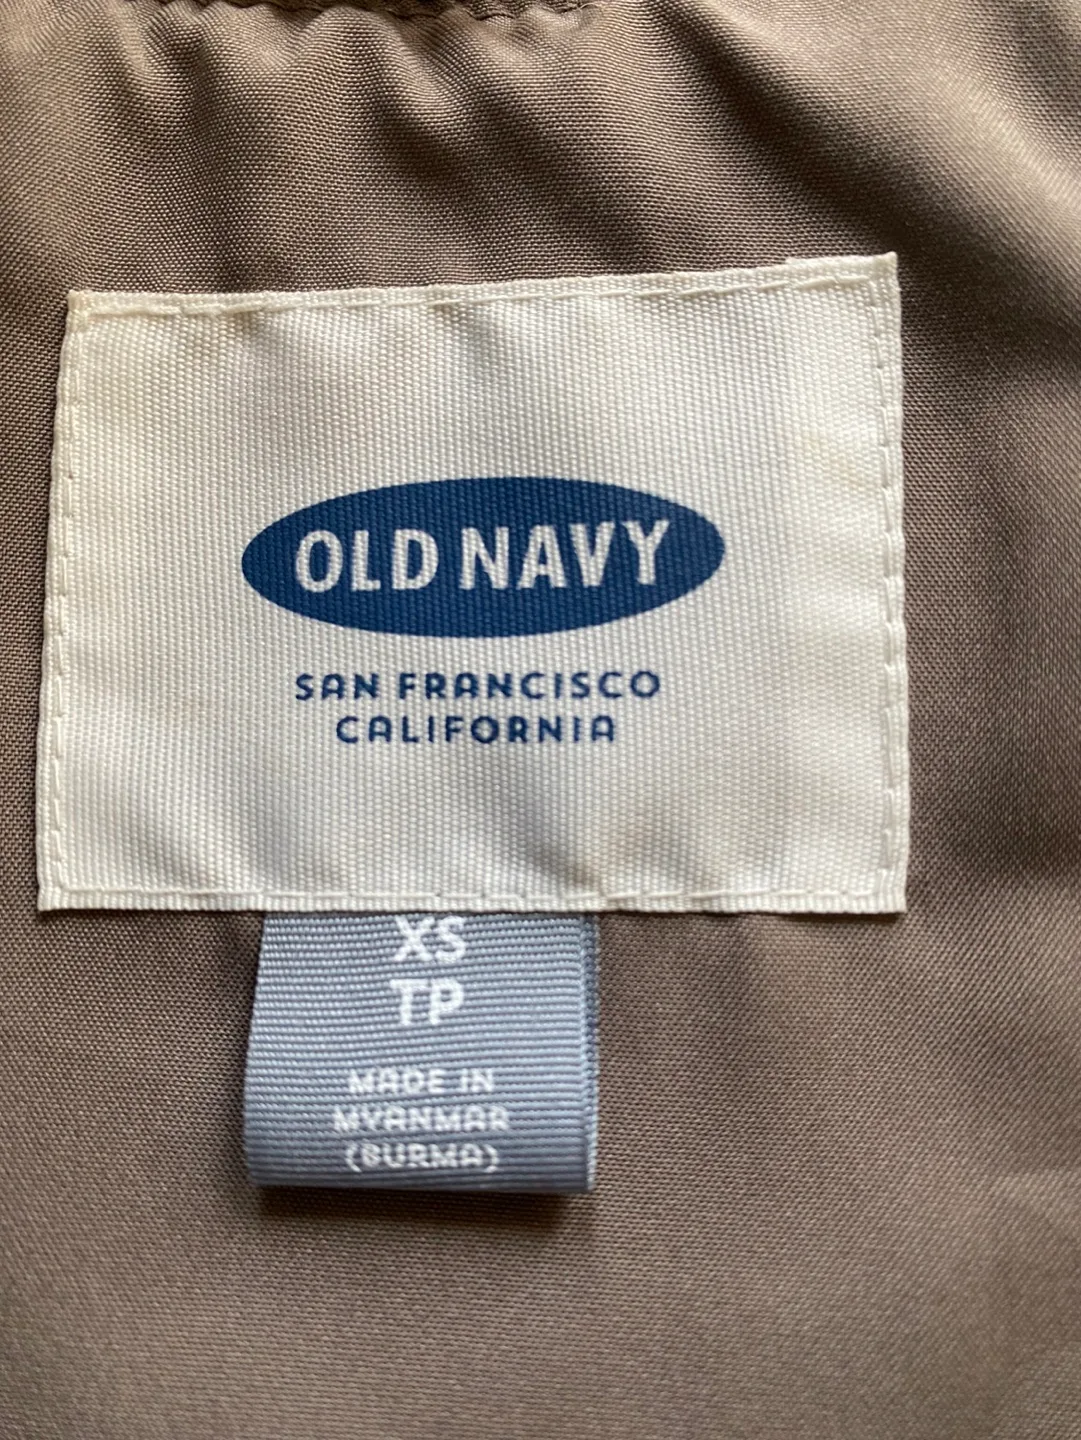 OLD NAVY
SAN FRANCISCO
CALIFORNIA
XS
TP
MADE IN
MYANMAR
(BURMA)